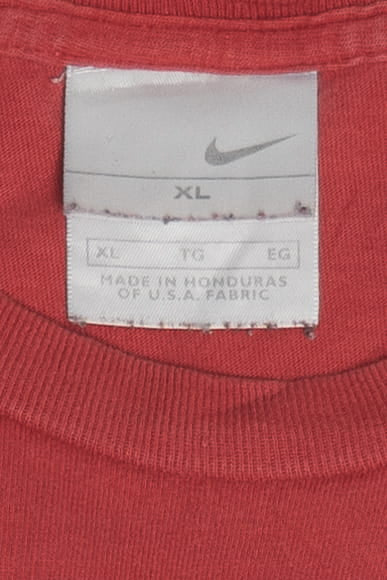 XL
XL TG EG
MADE IN HONDURAS
OF U.S.A. FABRIC